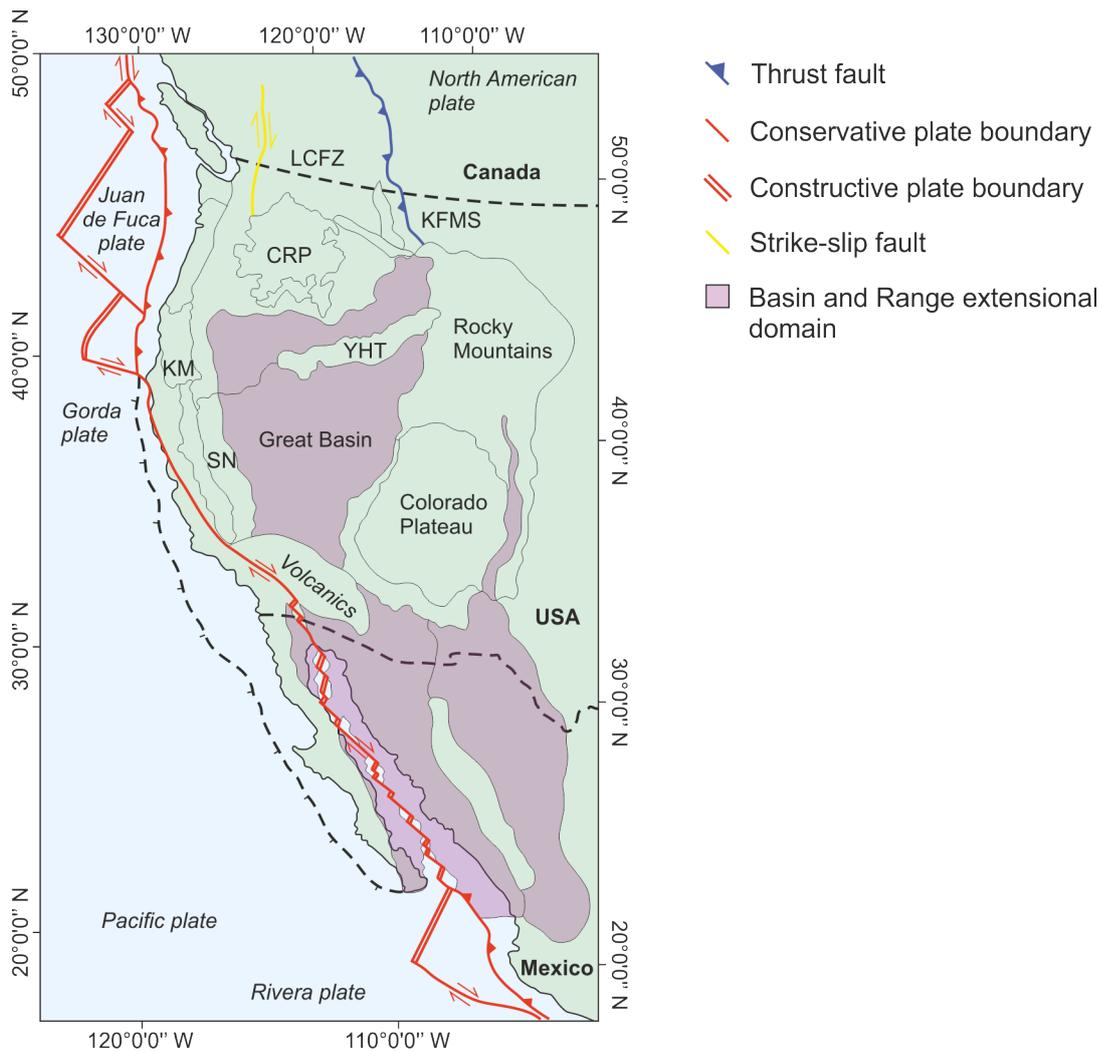 130°0'0'' W
120°0'0'' W
110°0'0'' W
50°0'0'' N
North American
plate
Thrust fault
Conservative plate boundary
Constructive plate boundary
Strike-slip fault
Basin and Range extensional
domain
LCFZ
Canada
50°0'0'' N
Juan
de Fuca
plate
KFMS
CRP
Rocky
Mountains
YHT
KM
40°0'0'' N
Gorda
plate
Great Basin
40°0'0'' N
SN
Colorado
Plateau
Volcanics
USA
30°0'0'' N
30°0'0'' N
Pacific plate
20°0'0'' N
20°0'0'' N
Mexico
Rivera plate
120°0'0'' W
110°0'0'' W